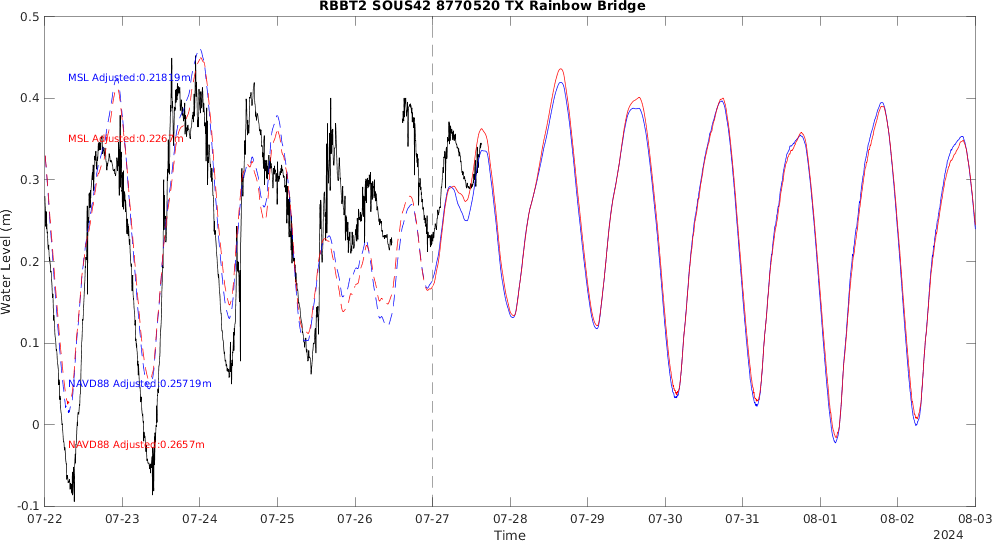 RBBT2 SOUS42 8770520 TX Rainbow Bridge
0.5
MSL Adjusted:0.21819m
0.4
MSL Adjusted:0.2267m
0.3
Water Level (m)
0.2
0.1
NAVD88 Adjusted:0.25719m
0
NAVD88 Adjusted:0.2657m
-0.1
07-22 07-23 07-24 07-25 07-26 07-27 07-28 07-29 07-30 07-31 08-01 08-02 08-03
Time
2024